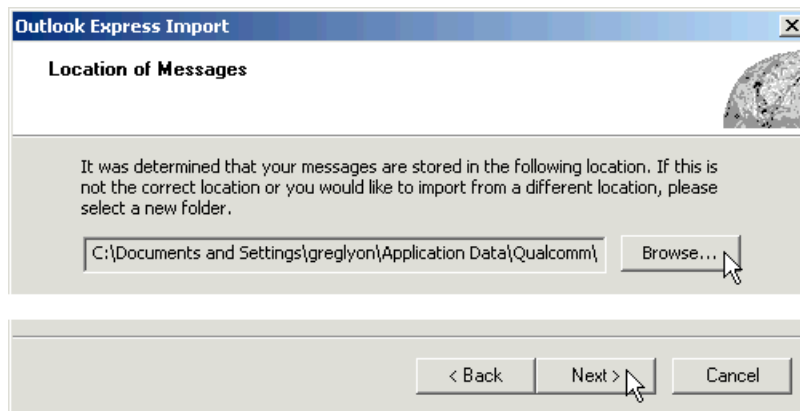 Outlook Express Import
Location of Messages
It was determined that your messages are stored in the following location. If this is
not the correct location or you would like to import from a different location, please
select a new folder.
C:\Documents and Settings\greglyon\Application Data\Qualcomm\
Browse...
< Back
Next >
Cancel